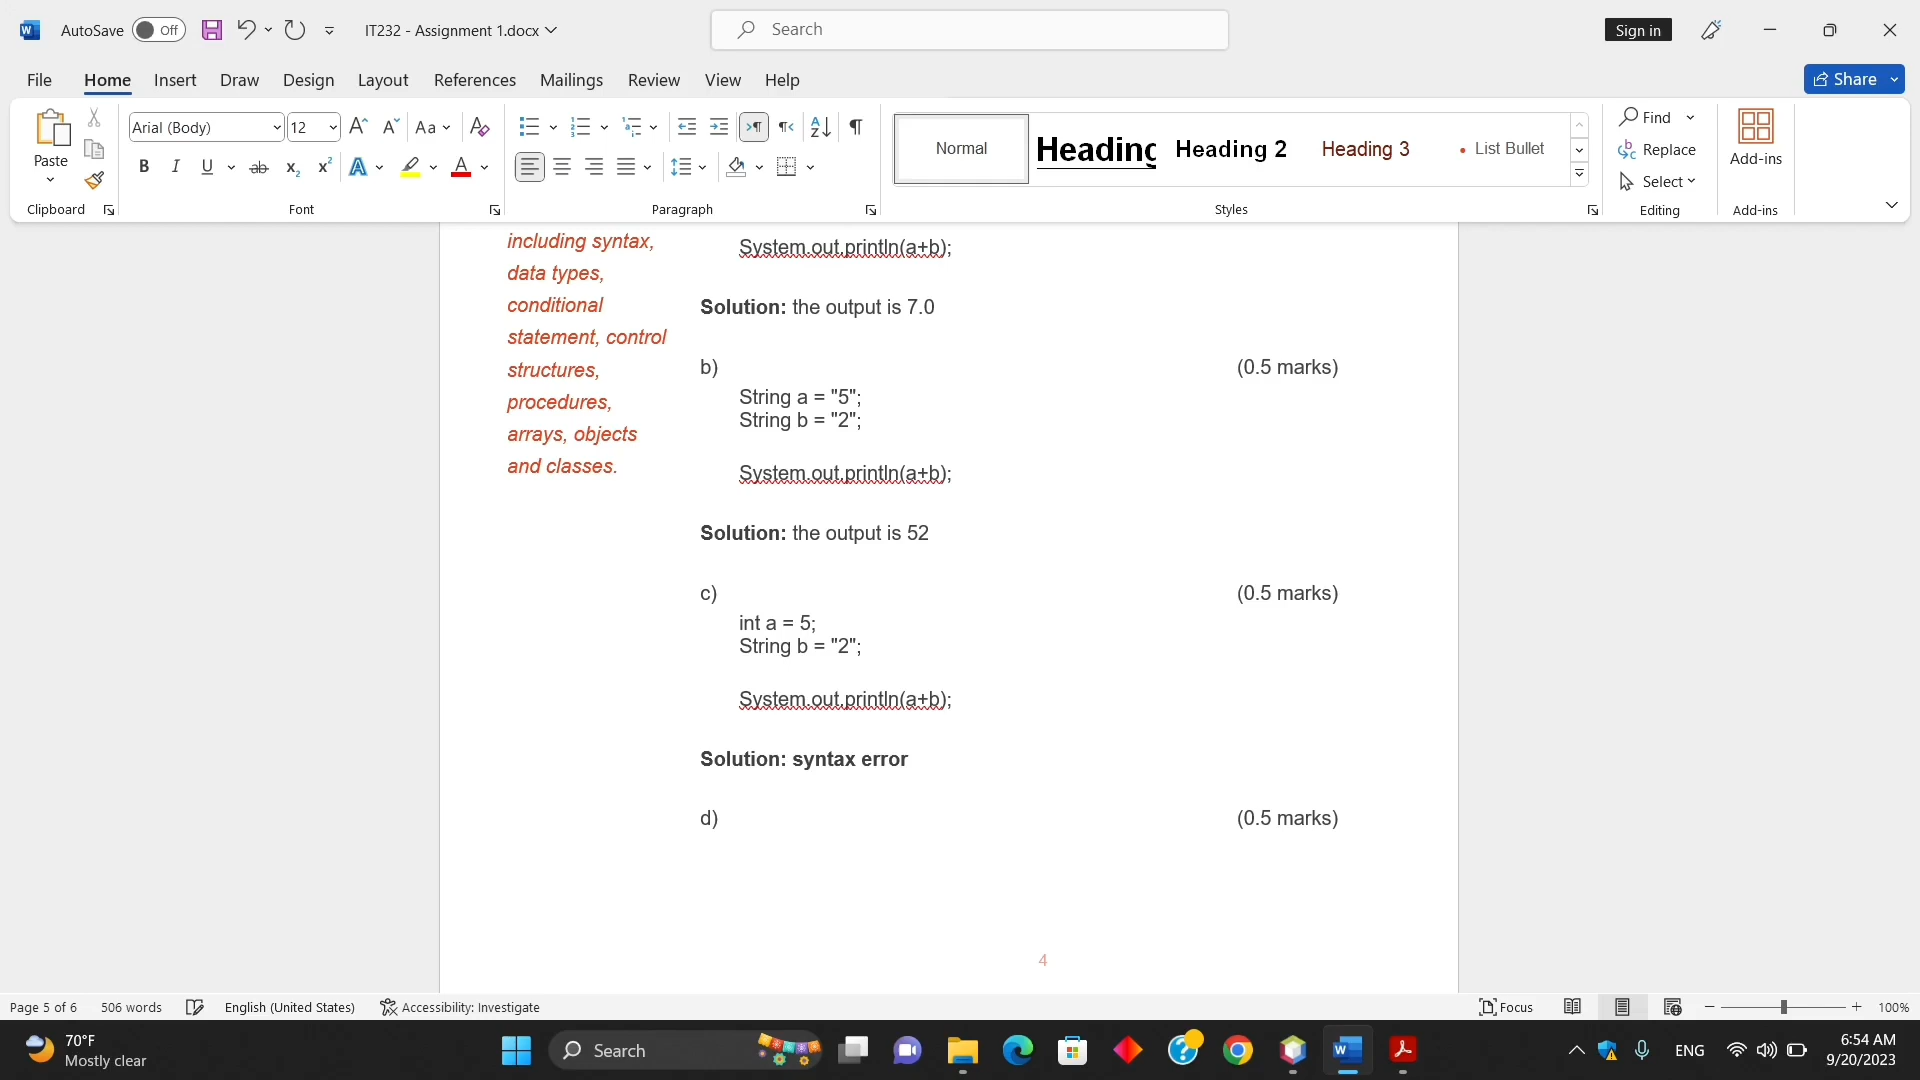 AutoSave
Off
IT232 - Assignment 1.docx
Search
Sign in
File
Home
Insert
Draw
Design
Layout
References
Mailings
Review
View
Help
Share
Paste
Clipboard
Arial (Body)
12
Font
Paragraph
Normal
Heading
Heading 2
Heading 3
List Bullet
Styles
Find
Replace
Select
Editing
Add-ins
Add-ins
including syntax,
data types,
conditional
statement, control
structures,
procedures,
arrays, objects
and classes.
System.out.println(a+b);
Solution: the output is 7.0
b) (0.5 marks)
String a = "5";
String b = "2";
System.out.println(a+b);
Solution: the output is 52
c) (0.5 marks)
int a = 5;
String b = "2";
System.out.println(a+b);
Solution: syntax error
d) (0.5 marks)
4
Page 5 of 6
506 words
English (United States)
Accessibility: Investigate
Focus
100%
70°F
Mostly clear
Search
ENG
6:54 AM
9/20/2023